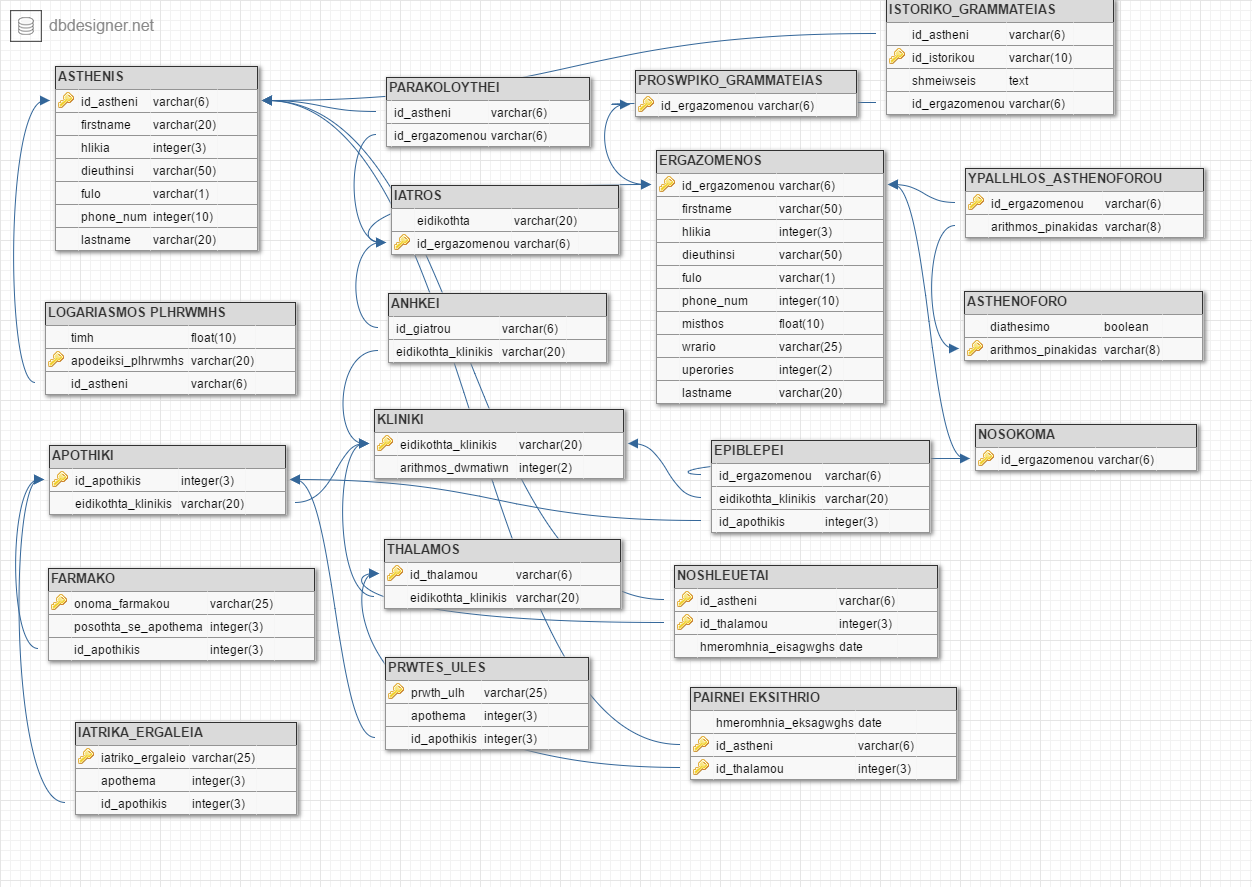 dbdesigner.net
ISTORIKO_GRAMMATEIAS
id_astheni varchar(6)
id_istorikou varchar(10)
shmeiwseis text
id_ergazomenou varchar(6)
ASTHENIS
id_astheni varchar(6)
firstname varchar(20)
hlikia integer(3)
dieuthinsi varchar(50)
fulo varchar(1)
phone_num integer(10)
lastname varchar(20)
PARAKOLOYTHEI
id_astheni varchar(6)
id_ergazomenou varchar(6)
PROSWPIKO_GRAMMATEIAS
id_ergazomenou varchar(6)
IATROS
eidikothta varchar(20)
id_ergazomenou varchar(6)
ERGAZOMENOS
id_ergazomenou varchar(6)
firstname varchar(50)
hlikia integer(3)
dieuthinsi varchar(50)
fulo varchar(1)
phone_num integer(10)
misthos float(10)
wrario varchar(25)
uperories integer(2)
lastname varchar(20)
YPALLHLOS_ASTHENOFOROU
id_ergazomenou varchar(6)
arithmos_pinakidas varchar(8)
ASTHENOFORO
diathesimo boolean
arithmos_pinakidas varchar(8)
LOGARIASMOS PLHRWMHS
timh float(10)
apodeiksi_plhrwmhs varchar(20)
id_astheni varchar(6)
ANHKEI
id_giatrou varchar(6)
eidikothta_klinikis varchar(20)
KLINIKI
eidikothta_klinikis varchar(20)
arithmos_dwmatiwn integer(2)
EPIBLEPEI
id_ergazomenou varchar(6)
eidikothta_klinikis varchar(20)
id_apothikis integer(3)
NOSOKOMA
id_ergazomenou varchar(6)
APOTHIKI
id_apothikis integer(3)
eidikothta_klinikis varchar(20)
THALAMOS
id_thalamou varchar(6)
eidikothta_klinikis varchar(20)
FARMAKO
onoma_farmakou varchar(25)
posothta_se_apothema integer(3)
id_apothikis integer(3)
NOSHLEUETAI
id_astheni varchar(6)
id_thalamou integer(3)
hmeromhnia_eisagwghs date
PRWTES_ULES
prwth_ulh varchar(25)
apothema integer(3)
id_apothikis integer(3)
PAIRNEI EKSITHRIO
hmeromhnia_eksagwghs date
id_astheni varchar(6)
id_thalamou integer(3)
IATRIKA_ERGALEIA
iatriko_ergaleio varchar(25)
apothema integer(3)
id_apothikis integer(3)